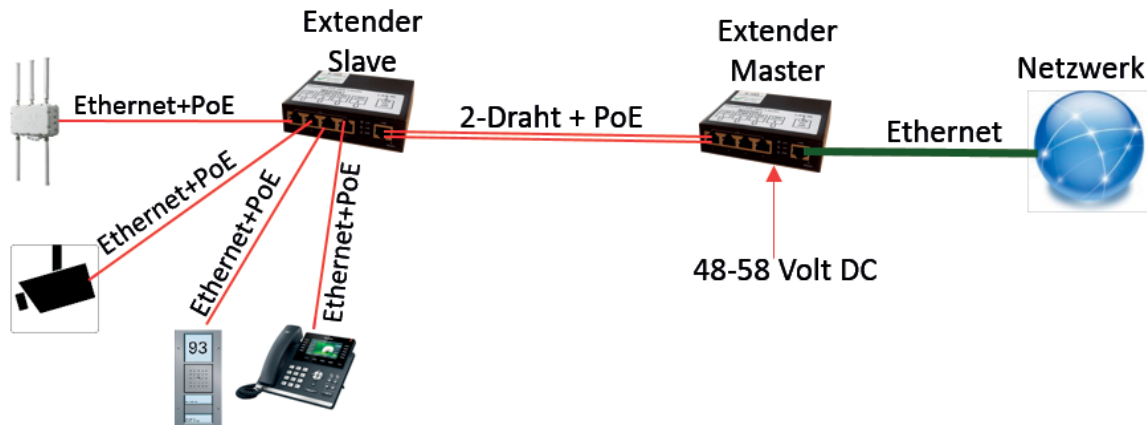 Extender
Slave
Extender
Master
Netzwerk
Ethernet+PoE
2-Draht + PoE
Ethernet
Ethernet+PoE
Ethernet+PoE
Ethernet+PoE
48-58 Volt DC
93